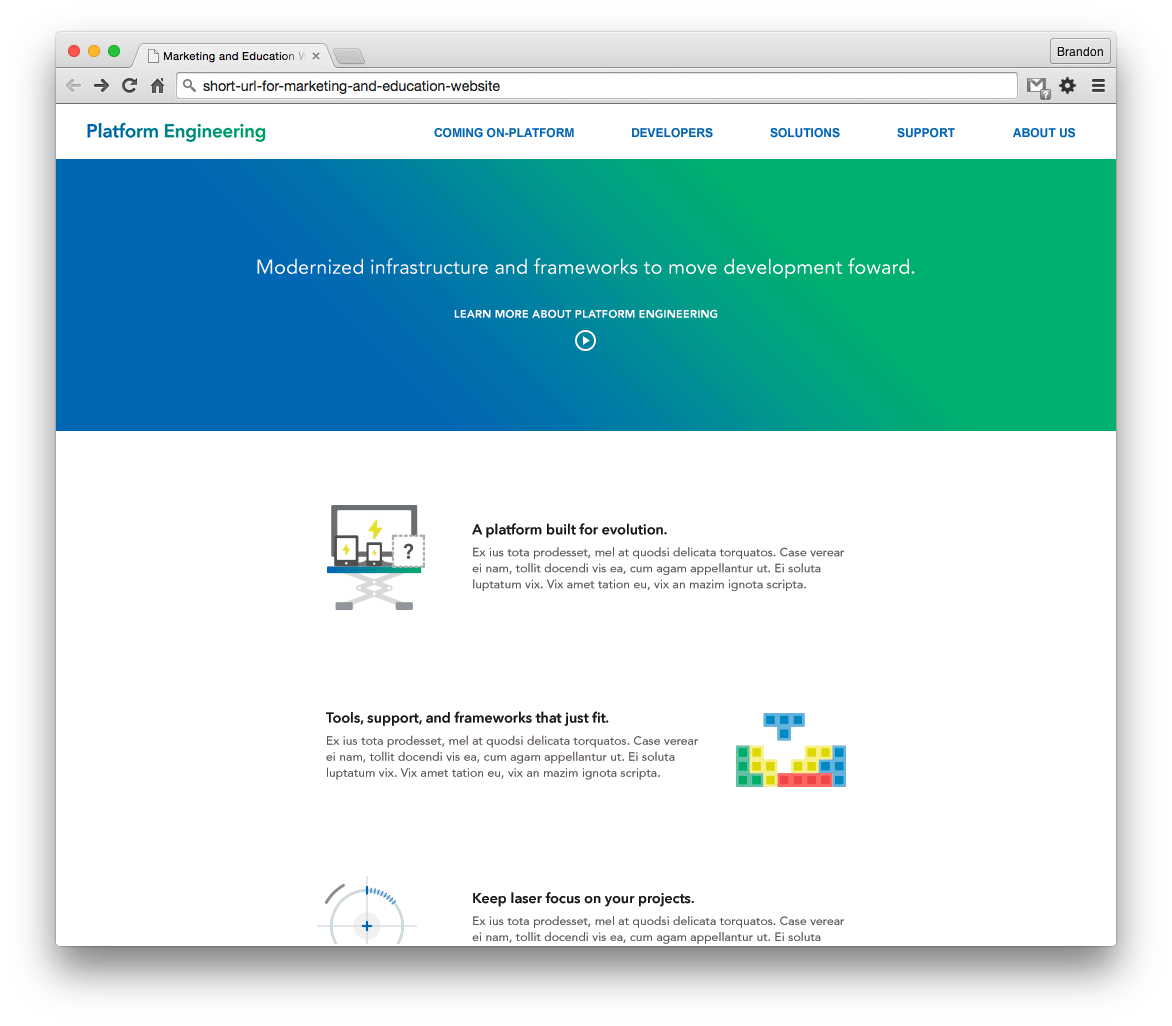 Marketing and Education W
Brandon
short-url-for-marketing-and-education-website
Platform Engineering
COMING ON-PLATFORM
DEVELOPERS
SOLUTIONS
SUPPORT
ABOUT US
Modernized infrastructure and frameworks to move development foward.
LEARN MORE ABOUT PLATFORM ENGINEERING
?
A platform built for evolution.
Ex ius tota prodesset, mel at quodsi delicata torquatos. Case verear
ei nam, tollit docendi vis ea, cum agam appellantur ut. Ei soluta
luptatum vix. Vix amet tation eu, vix an mazim ignota scripta.
Tools, support, and frameworks that just fit.
Ex ius tota prodesset, mel at quodsi delicata torquatos. Case verear
ei nam, tollit docendi vis ea, cum agam appellantur ut. Ei soluta
luptatum vix. Vix amet tation eu, vix an mazim ignota scripta.
Keep laser focus on your projects.
Ex ius tota prodesset, mel at quodsi delicata torquatos. Case verear
ei nam, tollit docendi vis ea, cum agam appellantur ut. Ei soluta